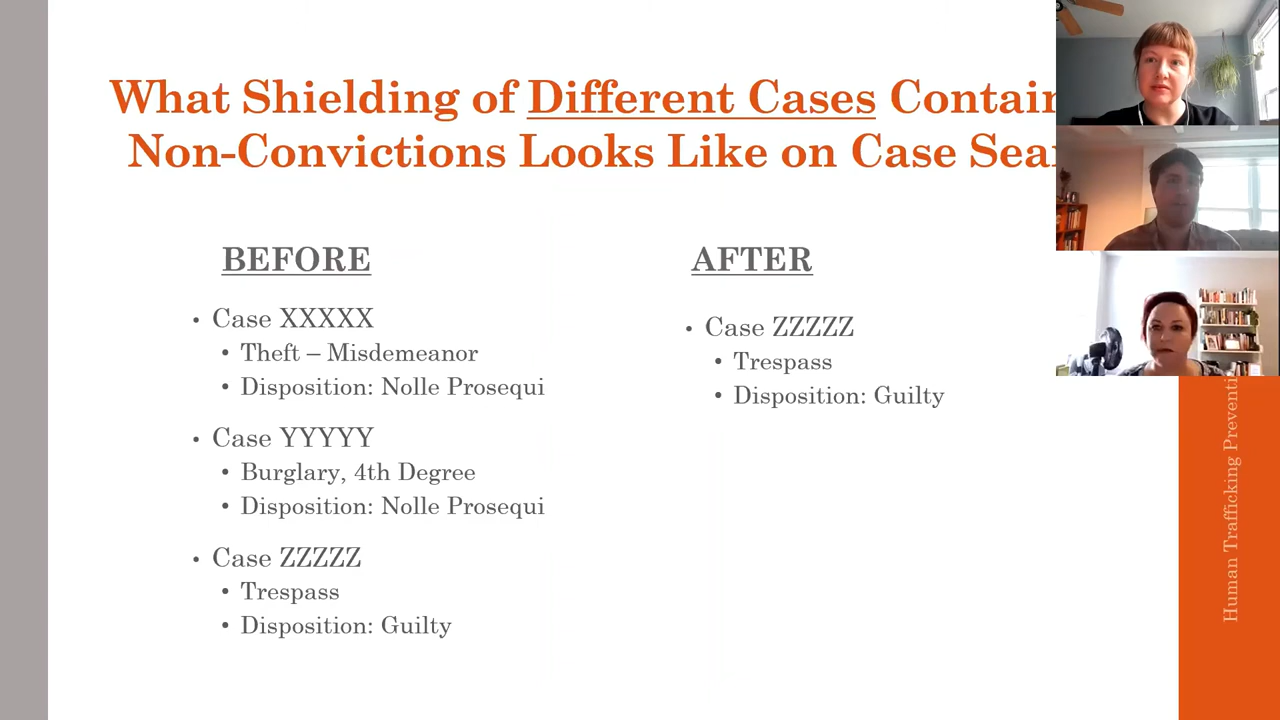 What Shielding of Different Cases Contain
Non-Convictions Looks Like on Case Sear
BEFORE
• Case XXXXX
• Theft – Misdemeanor
• Disposition: Nolle Prosequi
• Case YYYYY
• Burglary, 4th Degree
• Disposition: Nolle Prosequi
• Case ZZZZZ
• Trespass
• Disposition: Guilty
AFTER
• Case ZZZZZ
• Trespass
• Disposition: Guilty
Human Trafficking Preventi